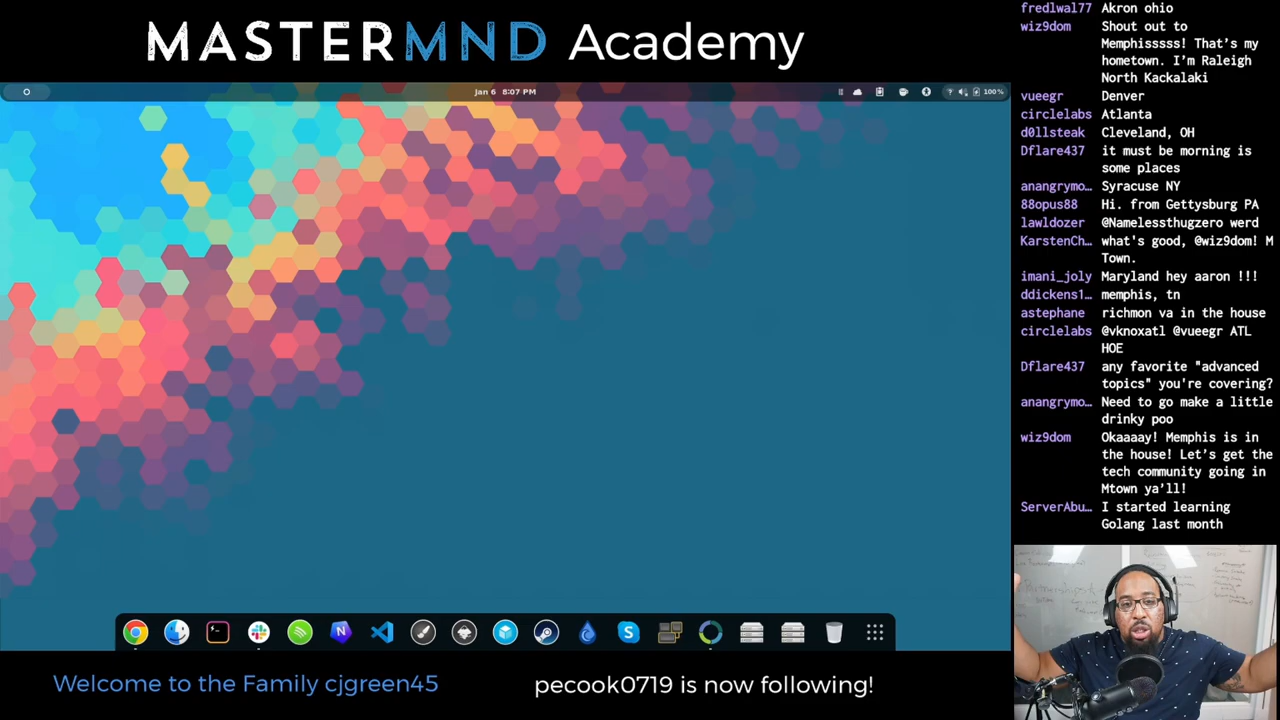 MASTERMND Academy
Jan 6 8:07 PM
100%
fredlwal77 Akron ohio
wiz9dom Shout out to
Memphisssss! That's my
hometown. I'm Raleigh
North Kackalaki
vueegr Denver
circlelabs Atlanta
d0llsteak Cleveland, OH
Dflare437 it must be morning is
some places
anangrymo… Syracuse NY
88opus88 Hi. from Gettysburg PA
lawldozer @Namelessthugzero werd
KarstenCh… what's good, @wiz9dom! M
Town.
imani_joly Maryland hey aaron !!!
ddickens1… memphis, tn
astephane richmon va in the house
circlelabs @vknoxatl @vueegr ATL
HOE
Dflare437 any favorite "advanced
topics" you're covering?
anangrymo… Need to go make a little
drinky poo
wiz9dom Okaaaay! Memphis is in
the house! Let's get the
tech community going in
Mtown ya'll!
ServerAbu… I started learning
Golang last month
Welcome to the Family cjgreen45
pecook0719 is now following!